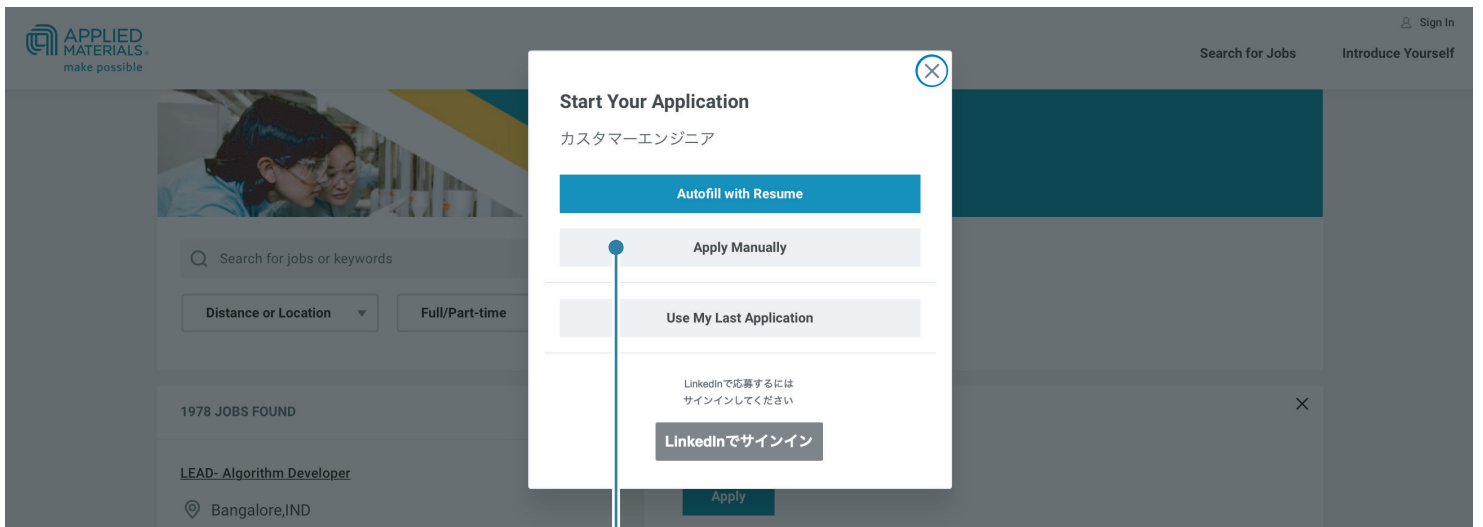 APPLIED
MATERIALS®
make possible
Sign In
Search for Jobs
Introduce Yourself
Start Your Application
カスタマーエンジニア
Autofill with Resume
Apply Manually
Use My Last Application
LinkedInで応募するには
サインインしてください
LinkedInでサインイン
Search for jobs or keywords
Distance or Location
Full/Part-time
1978 JOBS FOUND
LEAD- Algorithm Developer
Bangalore,IND
Apply